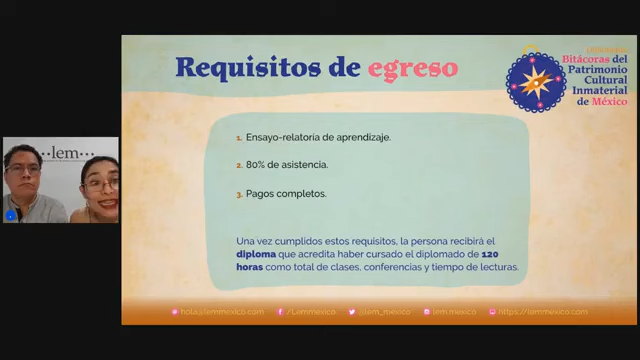 Requisitos de egreso
DIPLOMADO
Bitácoras del
Patrimonio
Cultural
Inmaterial
de México
1. Ensayo-relatoria de aprendizaje.
2. 80% de asistencia.
3. Pagos completos.
...lem...
Una vez cumplidos estos requisitos, la persona recibirá el
diploma que acredita haber cursado el diplomado de 120
horas como total de clases, conferencias y tiempo de lecturas.
hola@lemmexico.com /Lemmexico @lem_mexico lem.mexico https://lemmexico.com/